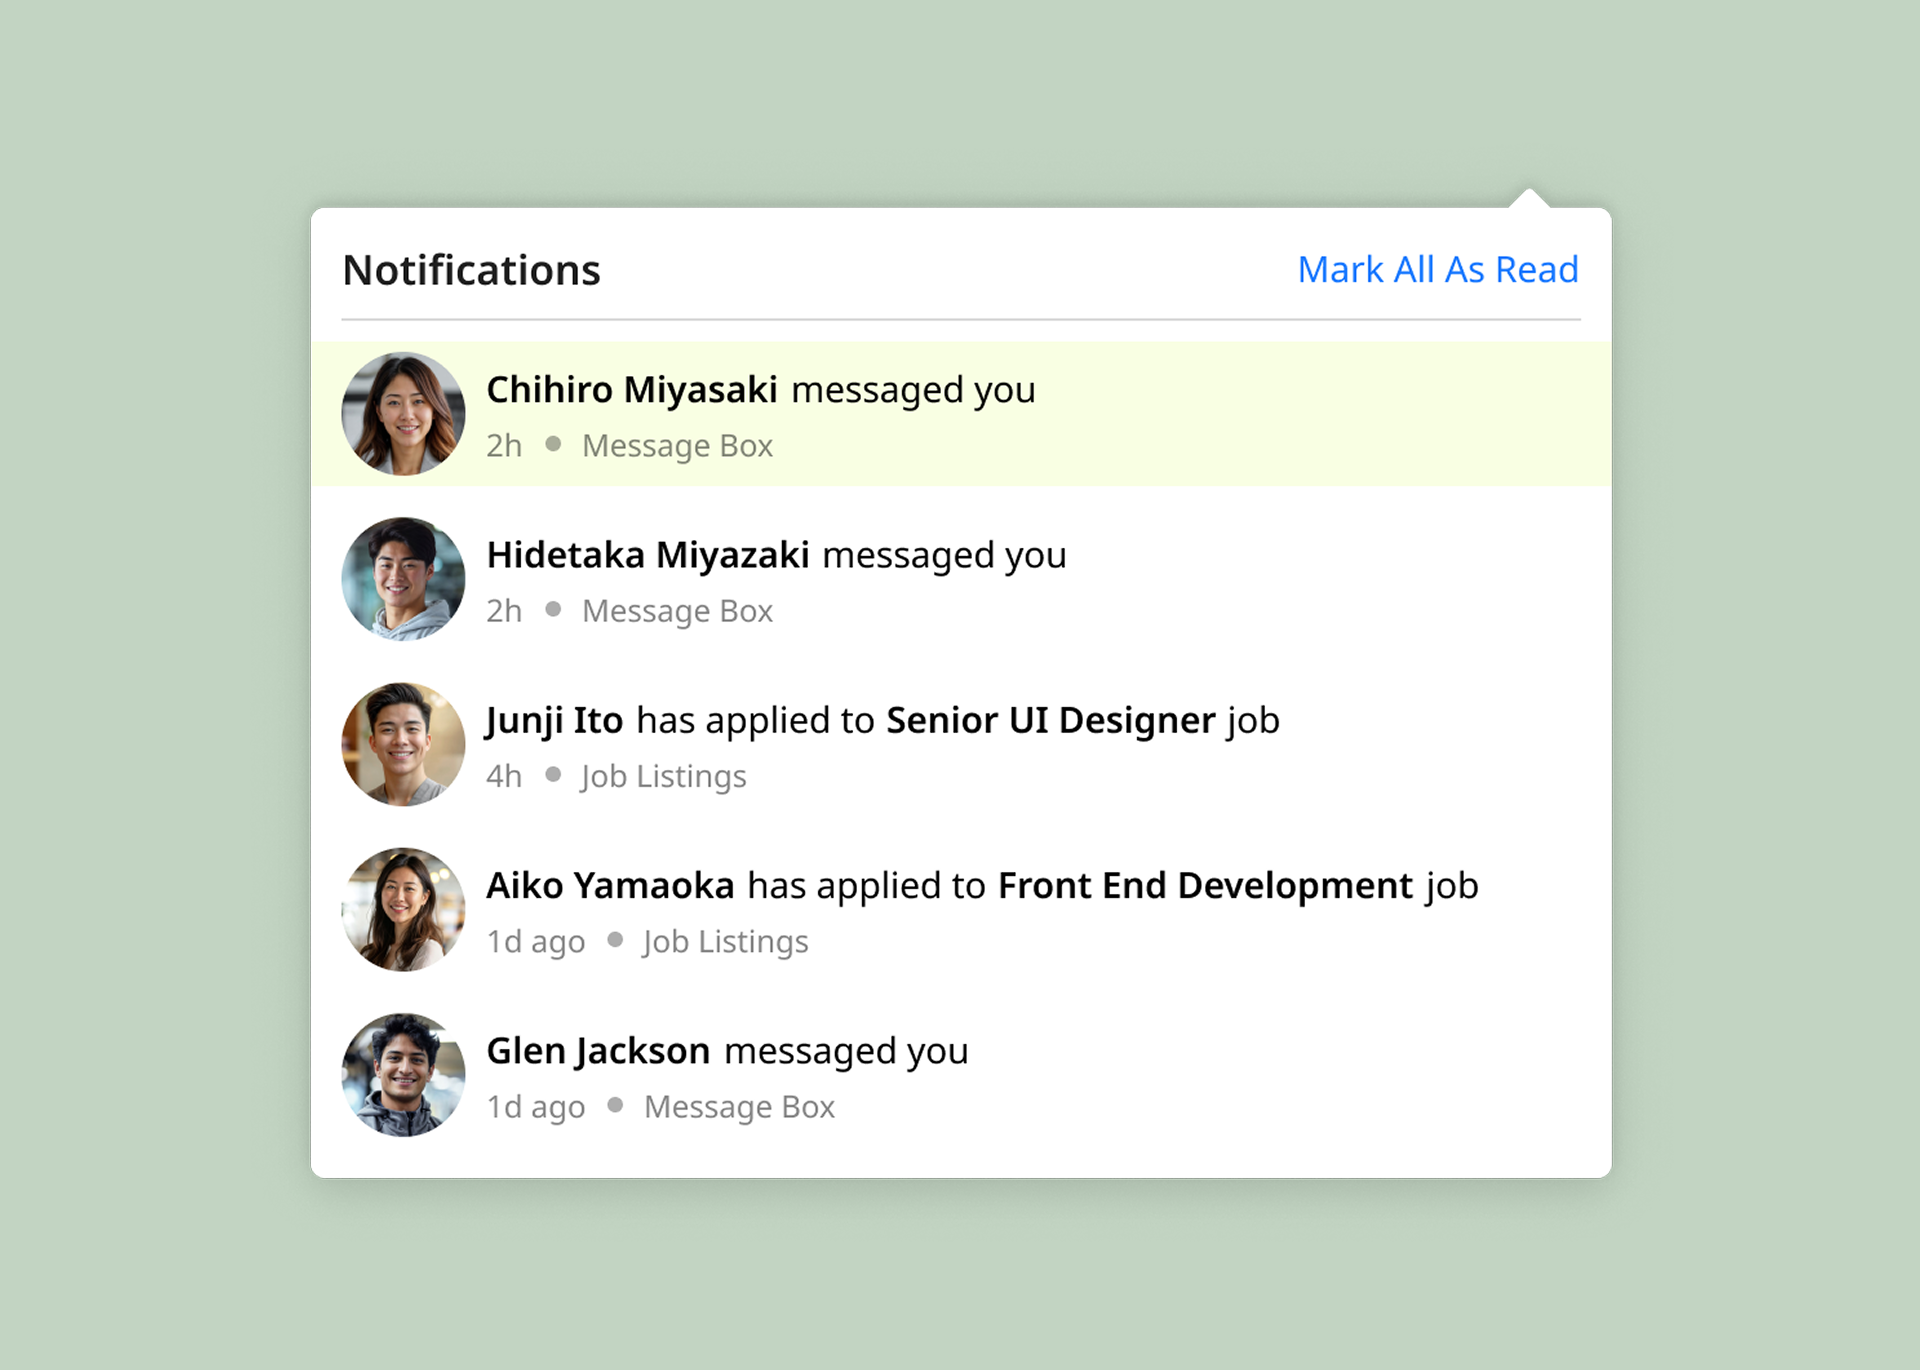 Notifications
Mark All As Read
Chihiro Miyasaki messaged you
2h ● Message Box
Hidetaka Miyazaki messaged you
2h ● Message Box
Junji Ito has applied to Senior UI Designer job
4h ● Job Listings
Aiko Yamaoka has applied to Front End Development job
1d ago ● Job Listings
Glen Jackson messaged you
1d ago ● Message Box